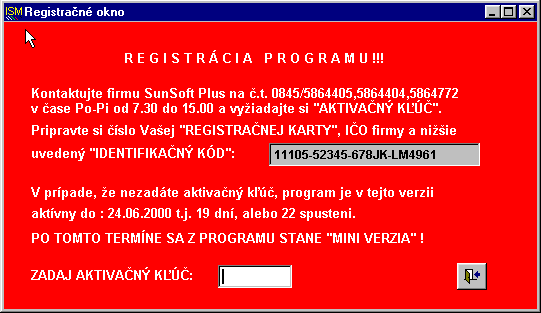 ISM Registračné okno
REGISTRÁCIA PROGRAMU!!!
Kontaktujte firmu SunSoft Plus na č.t. 0845/5864405,5864404,5864772
v čase Po-Pi od 7.30 do 15.00 a vyžiadajte si "AKTIVAČNÝ KĽÚČ".
Pripravte si číslo Vašej "REGISTRAČNEJ KARTY", IČO firmy a nižšie
uvedený "IDENTIFIKAČNÝ KÓD": 11105-52345-678JK-LM4961
V prípade, že nezadáte aktivačný kľúč, program je v tejto verzii
aktívny do : 24.06.2000 t.j. 19 dní, alebo 22 spustení.
PO TOMTO TERMÍNE SA Z PROGRAMU STANE "MINI VERZIA" !
ZADAJ AKTIVAČNÝ KĽÚČ: